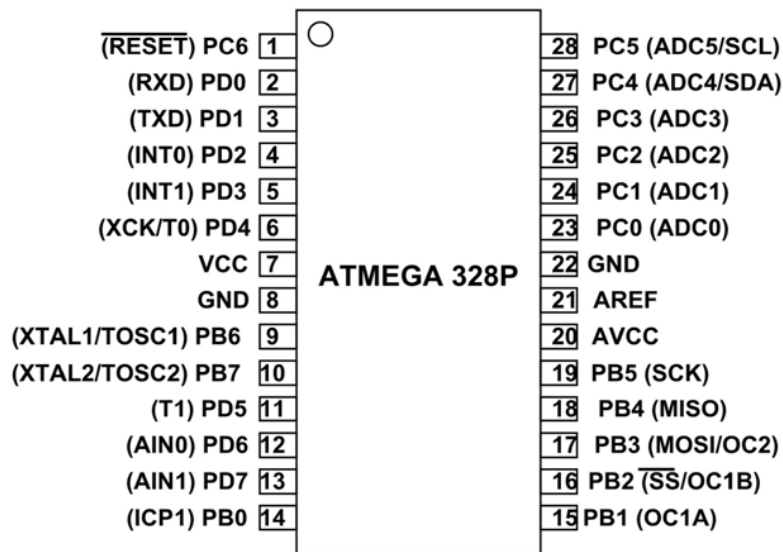 (RESET) PC6 1
(RXD) PD0 2
(TXD) PD1 3
(INT0) PD2 4
(INT1) PD3 5
(XCK/T0) PD4 6
VCC 7
GND 8
(XTAL1/TOSC1) PB6 9
(XTAL2/TOSC2) PB7 10
(T1) PD5 11
(AIN0) PD6 12
(AIN1) PD7 13
(ICP1) PB0 14
ATMEGA 328P
28 PC5 (ADC5/SCL)
27 PC4 (ADC4/SDA)
26 PC3 (ADC3)
25 PC2 (ADC2)
24 PC1 (ADC1)
23 PC0 (ADC0)
22 GND
21 AREF
20 AVCC
19 PB5 (SCK)
18 PB4 (MISO)
17 PB3 (MOSI/OC2)
16 PB2 (SS/OC1B)
15 PB1 (OC1A)